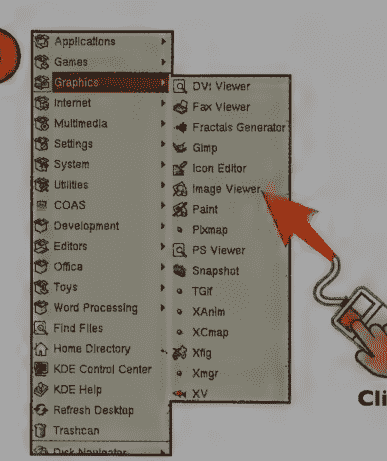 Applications
Games
Graphics
Internet
Multimedia
Settings
System
Utilities
COAS
Development
Editors
Office
Toys
Word Processing
Find Files
Home Directory
KDE Control Center
KDE Help
Refresh Desktop
Trashcan
Disk Navigator
DVI Viewer
Fax Viewer
Fractals Generator
Gimp
Icon Editor
Image Viewer
Paint
Pixmap
PS Viewer
Snapshot
TGif
XAnim
XCmap
Xfig
Xmgr
XV
Cli